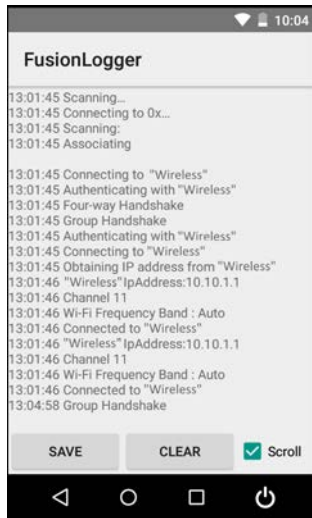 10:04
FusionLogger
13:01:45 Scanning...
13:01:45 Connecting to 0x...
13:01:45 Scanning:
13:01:45 Associating
13:01:45 Connecting to "Wireless"
13:01:45 Authenticating with "Wireless"
13:01:45 Four-way Handshake
13:01:45 Group Handshake
13:01:45 Authenticating with "Wireless"
13:01:45 Connecting to "Wireless"
13:01:45 Obtaining IP address from "Wireless"
13:01:46 "Wireless" IpAddress:10.10.1.1
13:01:46 Channel 11
13:01:46 Wi-Fi Frequency Band : Auto
13:01:46 Connected to "Wireless"
13:01:46 "Wireless" IpAddress:10.10.1.1
13:01:46 Channel 11
13:01:46 Wi-Fi Frequency Band : Auto
13:01:46 Connected to "Wireless"
13:04:58 Group Handshake
SAVE CLEAR Scroll